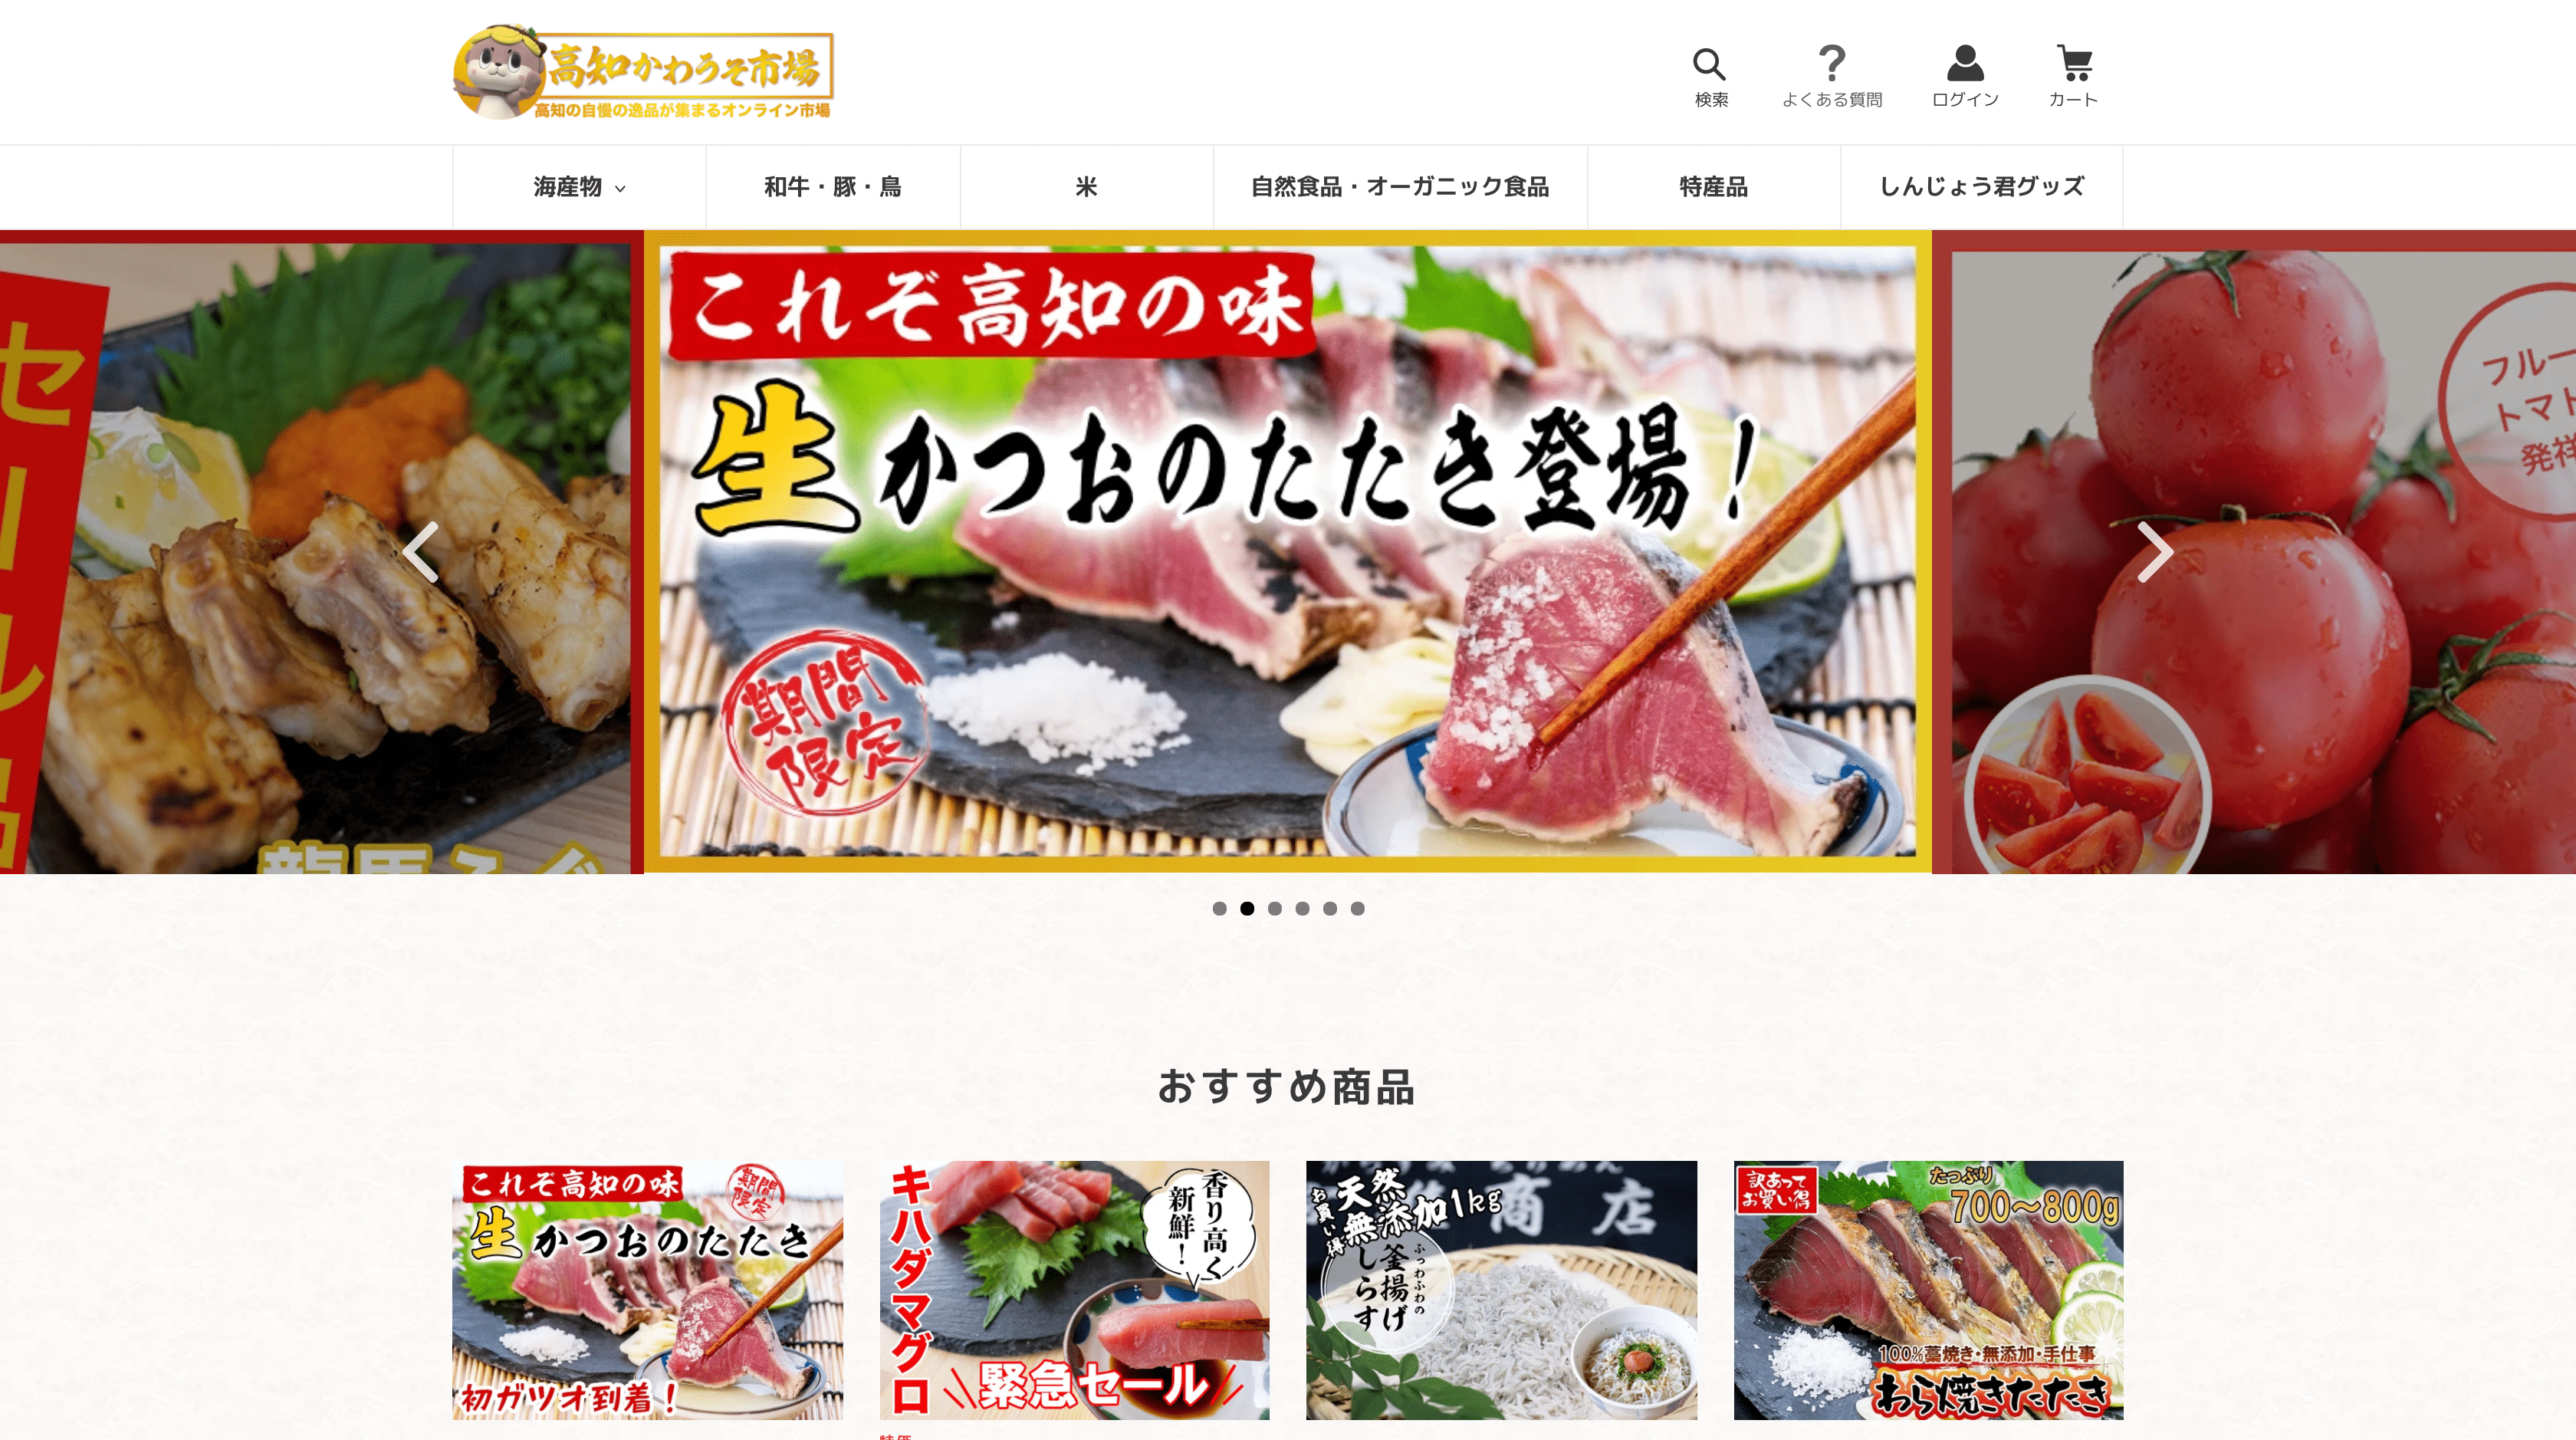 高知かわうそ市場
高知の自慢の逸品が集まるオンライン市場
検索
よくある質問
ログイン
カート
海産物
和牛・豚・鳥
米
自然食品・オーガニック食品
特産品
しんじょう君グッズ
セール品
これぞ高知の味
生かつおのたたき登場！
期間
限定
フルー
トマト
発祥
おすすめ商品
これぞ高知の味
期間
限定
生かつおのたたき
初ガツオ到着！
キハダマグロ
香り高く
新鮮！
緊急セール
お買い得
天然
無添加1kg
ふっわふわの
釜揚げ
しらす
商店
訳あって
お買い得
たっぷり
700〜800g
100%藁焼き・無添加・手仕事
わら焼きたたき